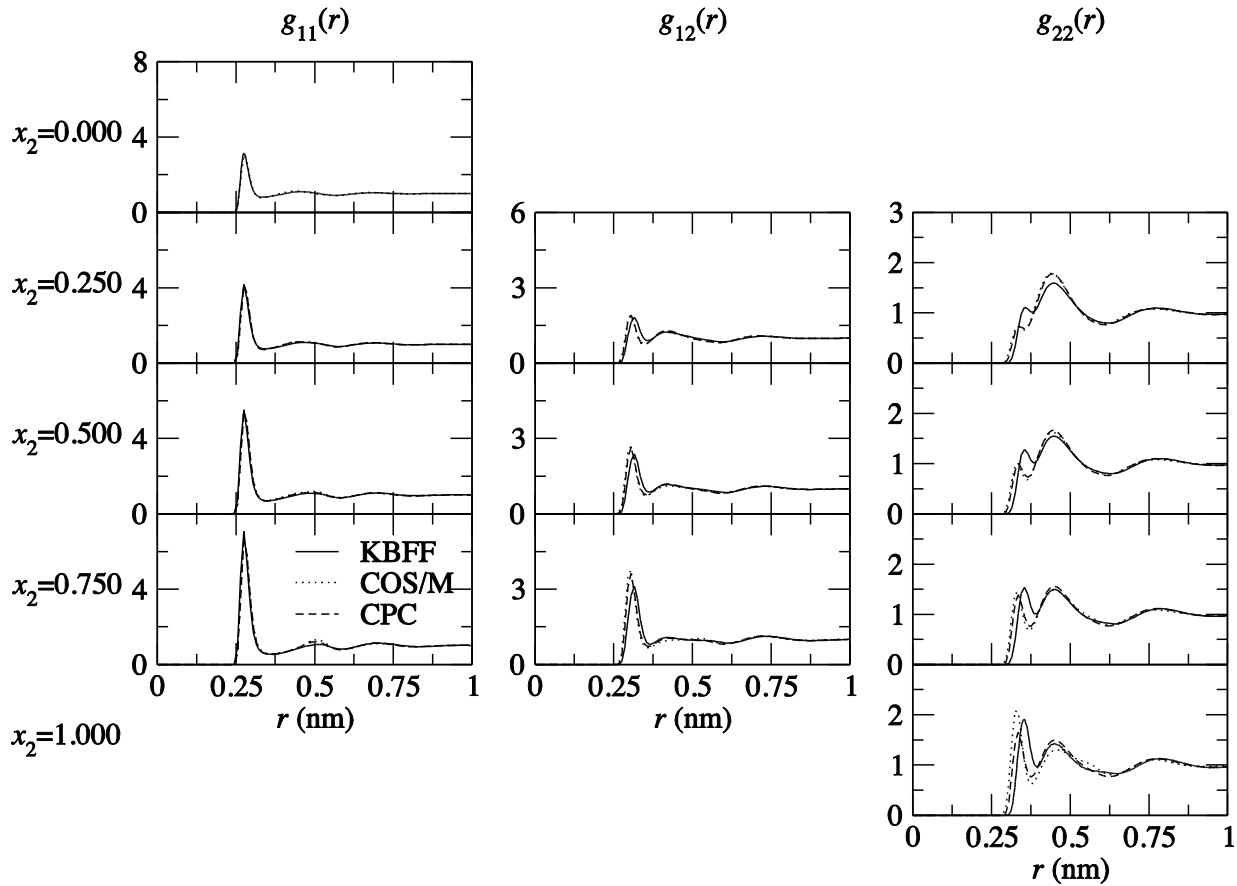 g11(r) g12(r) g22(r)
8
x2=0.000 4
0 6 3
x2=0.250 4 3 2
1
0 0 0
x2=0.500 4 3 2
1
0 0 0
KBFF
x2=0.750 4 COS/M 3 2
CPC 1
0 0 0
0 0.25 0.5 0.75 1 0 0.25 0.5 0.75 1
r (nm) r (nm)
x2=1.000 2
1
0
0 0.25 0.5 0.75 1
r (nm)